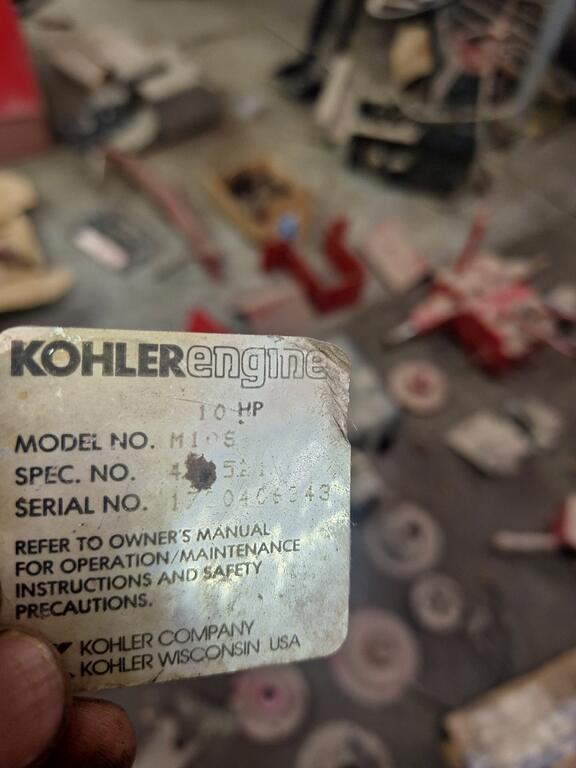 KOHLERengine
10 HP
MODEL NO. M10S
SPEC. NO.
SERIAL NO.
REFER TO OWNER'S MANUAL
FOR OPERATION/MAINTENANCE
INSTRUCTIONS AND SAFETY
PRECAUTIONS.
KOHLER COMPANY
KOHLER WISCONSIN USA